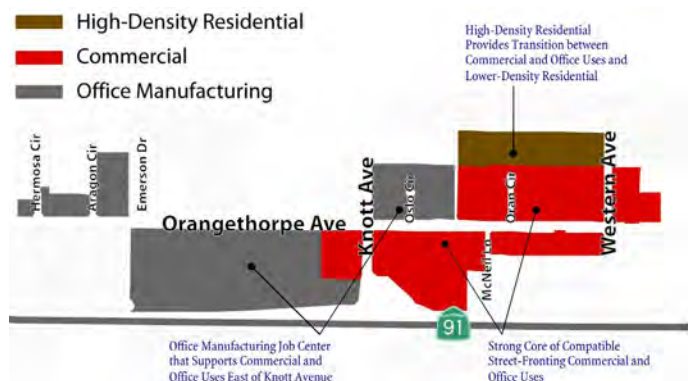 High-Density Residential
Commercial
Office Manufacturing
High-Density Residential
Provides Transition between
Commercial and Office Uses and
Lower-Density Residential
Hermosa Cir
Aragon Cir
Emerson Dr
Orangethorpe Ave
Knott Ave
Oslo Cir
Ozan Cir
Western Ave
McNeil Ln
91
Office Manufacturing Job Center
that Supports Commercial and
Office Uses East of Knott Avenue
Strong Core of Compatible
Street-Fronting Commercial and
Office Uses